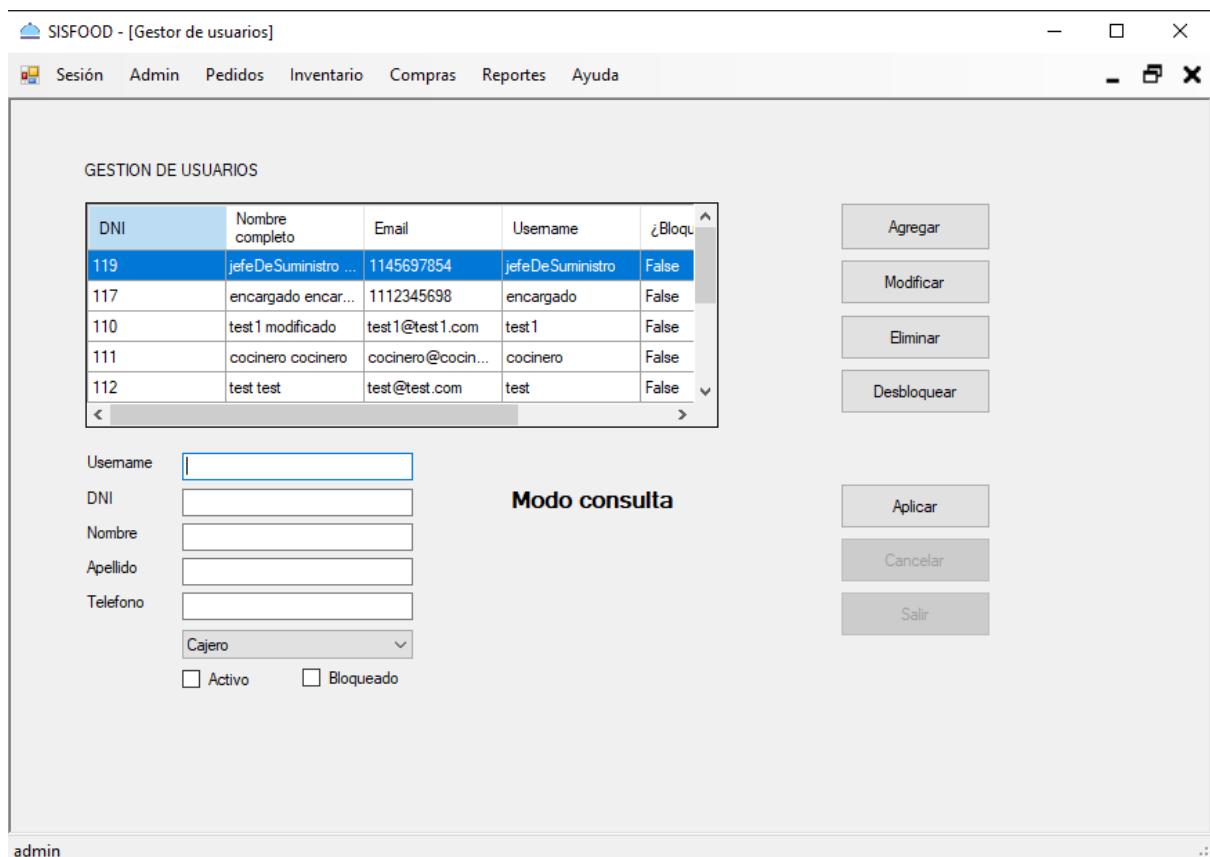 SISFOOD - [Gestor de usuarios]
Sesión Admin Pedidos Inventario Compras Reportes Ayuda
GESTION DE USUARIOS
DNI Nombre completo Email Username ¿Bloqu
119 jefeDeSuministro ... 1145697854 jefeDeSuministro False
117 encargado encar... 1112345698 encargado False
110 test1 modificado test1@test1.com test1 False
111 cocinero cocinero cocinero@cocin... cocinero False
112 test test test@test.com test False
Agregar
Modificar
Eliminar
Desbloquear
Username
DNI
Nombre
Apellido
Telefono
Cajero
Activo Bloqueado
Modo consulta
Aplicar
Cancelar
Salir
admin